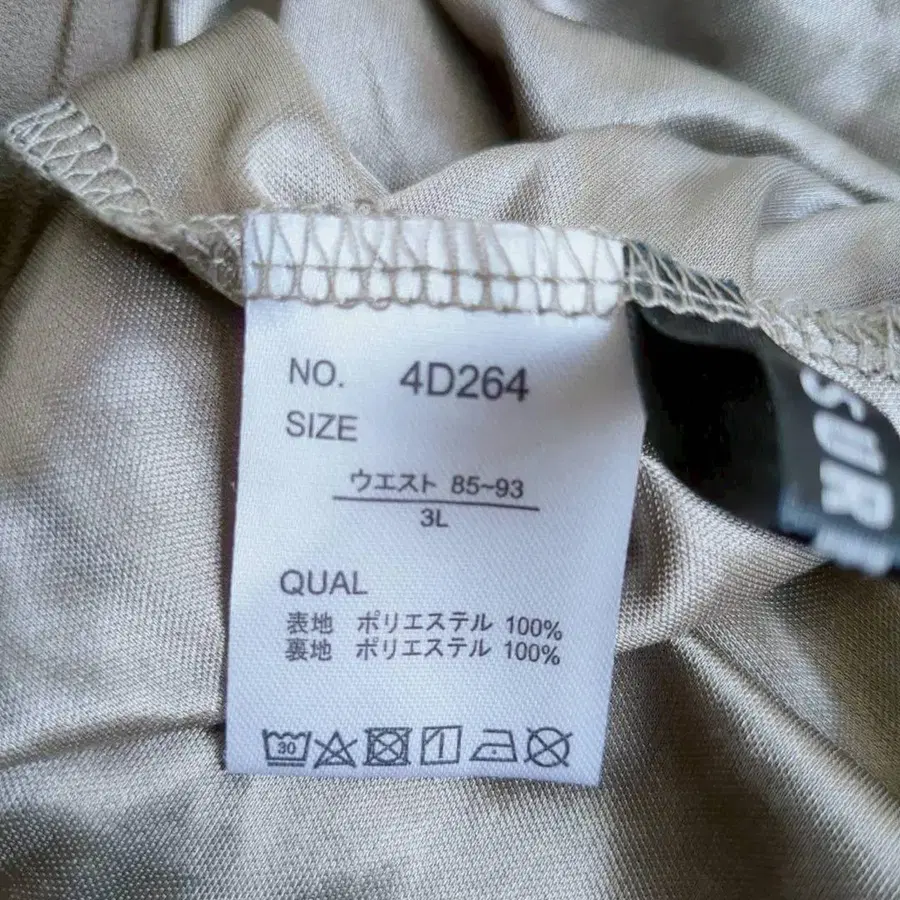 NO. 4D264
SIZE
ウエスト 85~93
3L
QUAL
表地 ポリエステル 100%
裏地 ポリエステル 100%
30
SUR